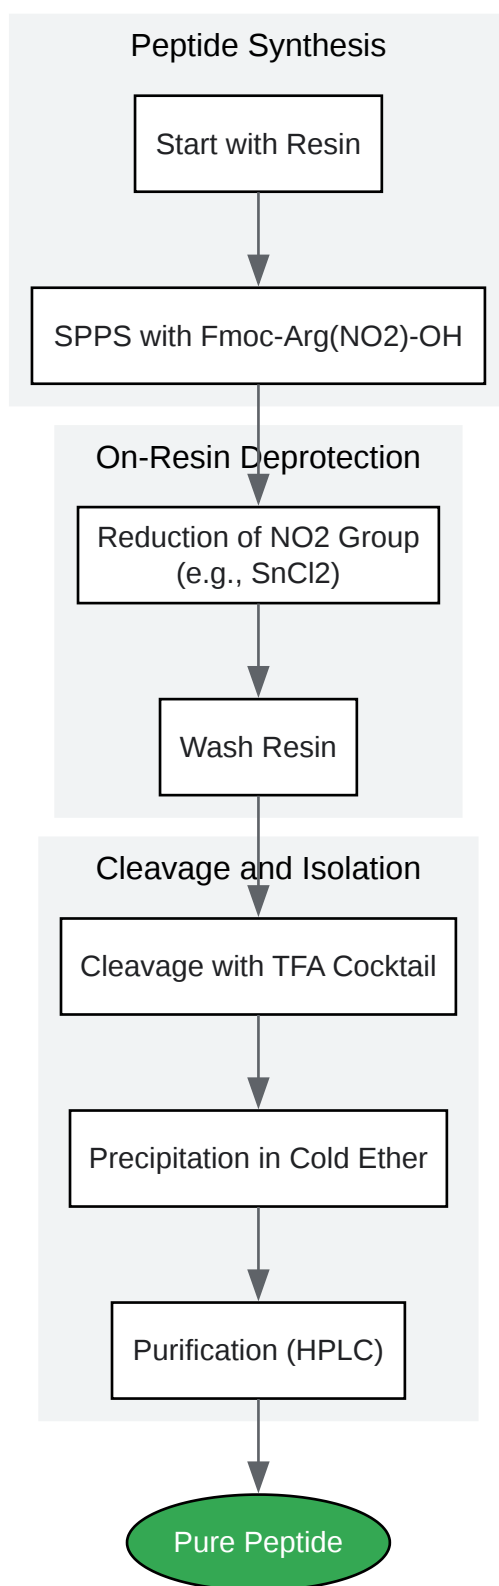 Peptide Synthesis
Start with Resin
SPPS with Fmoc-Arg(NO2)-OH
On-Resin Deprotection
Reduction of NO2 Group
(e.g., SnCl2)
Wash Resin
Cleavage and Isolation
Cleavage with TFA Cocktail
Precipitation in Cold Ether
Purification (HPLC)
Pure Peptide